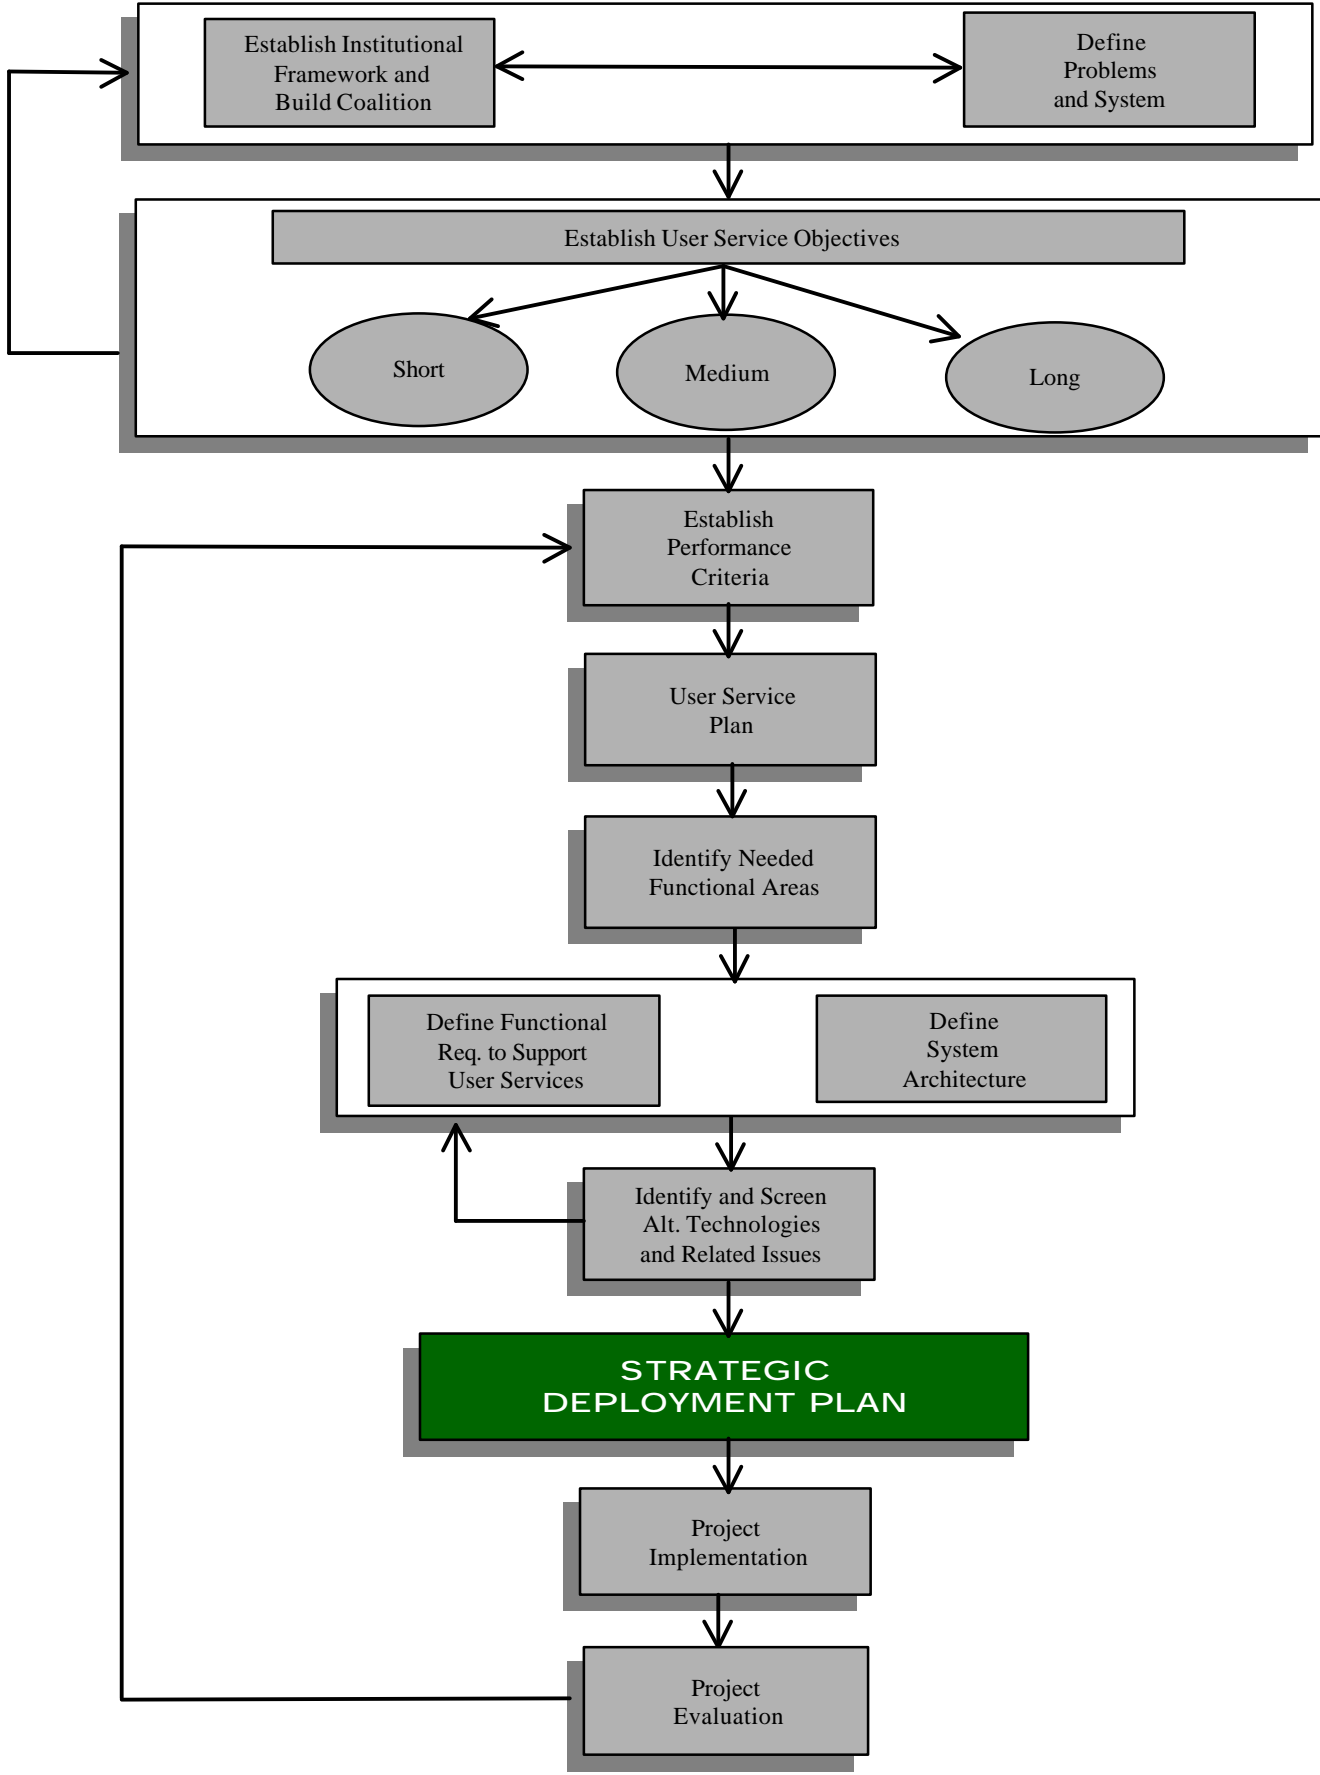 Establish Institutional
Framework and
Build Coalition
Define
Problems
and System
Establish User Service Objectives
Short
Medium
Long
Establish
Performance
Criteria
User Service
Plan
Identify Needed
Functional Areas
Define Functional
Req. to Support
User Services
Define
System
Architecture
Identify and Screen
Alt. Technologies
and Related Issues
STRATEGIC
DEPLOYMENT PLAN
Project
Implementation
Project
Evaluation